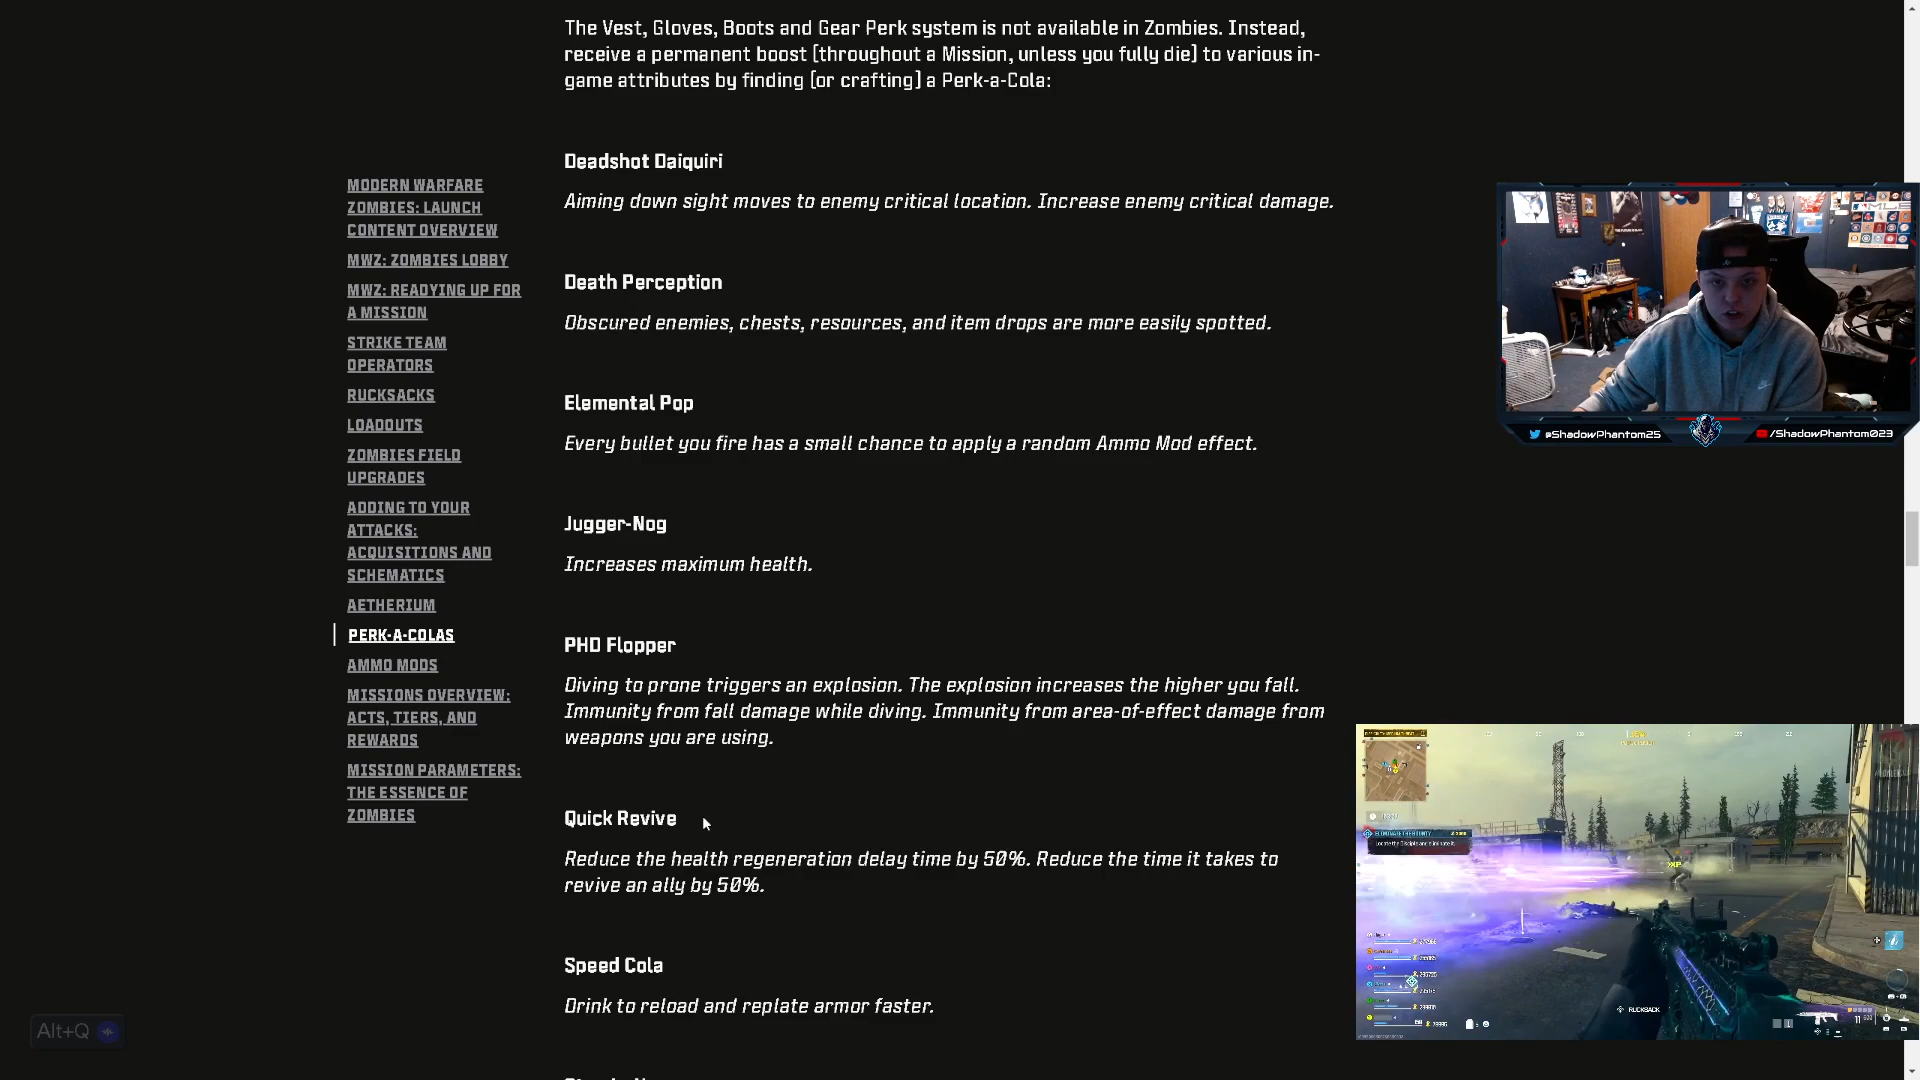 The Vest, Gloves, Boots and Gear Perk system is not available in Zombies. Instead,
receive a permanent boost [throughout a Mission, unless you fully die] to various in-
game attributes by finding [or crafting] a Perk-a-Cola:
Deadshot Daiquiri
Aiming down sight moves to enemy critical location. Increase enemy critical damage.
Death Perception
Obscured enemies, chests, resources, and item drops are more easily spotted.
Elemental Pop
Every bullet you fire has a small chance to apply a random Ammo Mod effect.
Jugger-Nog
Increases maximum health.
PHD Flopper
Diving to prone triggers an explosion. The explosion increases the higher you fall.
Immunity from fall damage while diving. Immunity from area-of-effect damage from
weapons you are using.
Quick Revive
Reduce the health regeneration delay time by 50%. Reduce the time it takes to
revive an ally by 50%.
Speed Cola
Drink to reload and replate armor faster.
MODERN WARFARE
ZOMBIES: LAUNCH
CONTENT OVERVIEW
MWZ: ZOMBIES LOBBY
MWZ: READYING UP FOR
A MISSION
STRIKE TEAM
OPERATORS
RUCKSACKS
LOADOUTS
ZOMBIES FIELD
UPGRADES
ADDING TO YOUR
ATTACKS:
ACQUISITIONS AND
SCHEMATICS
AETHERIUM
PERK-A-COLAS
AMMO MODS
MISSIONS OVERVIEW:
ACTS, TIERS, AND
REWARDS
MISSION PARAMETERS:
THE ESSENCE OF
ZOMBIES
Alt+Q
@ShadowPhantom25
/ShadowPhantom023
ELIMINATE THE BOUNTY
Locate the Disciple and eliminate it.
RUCKSACK